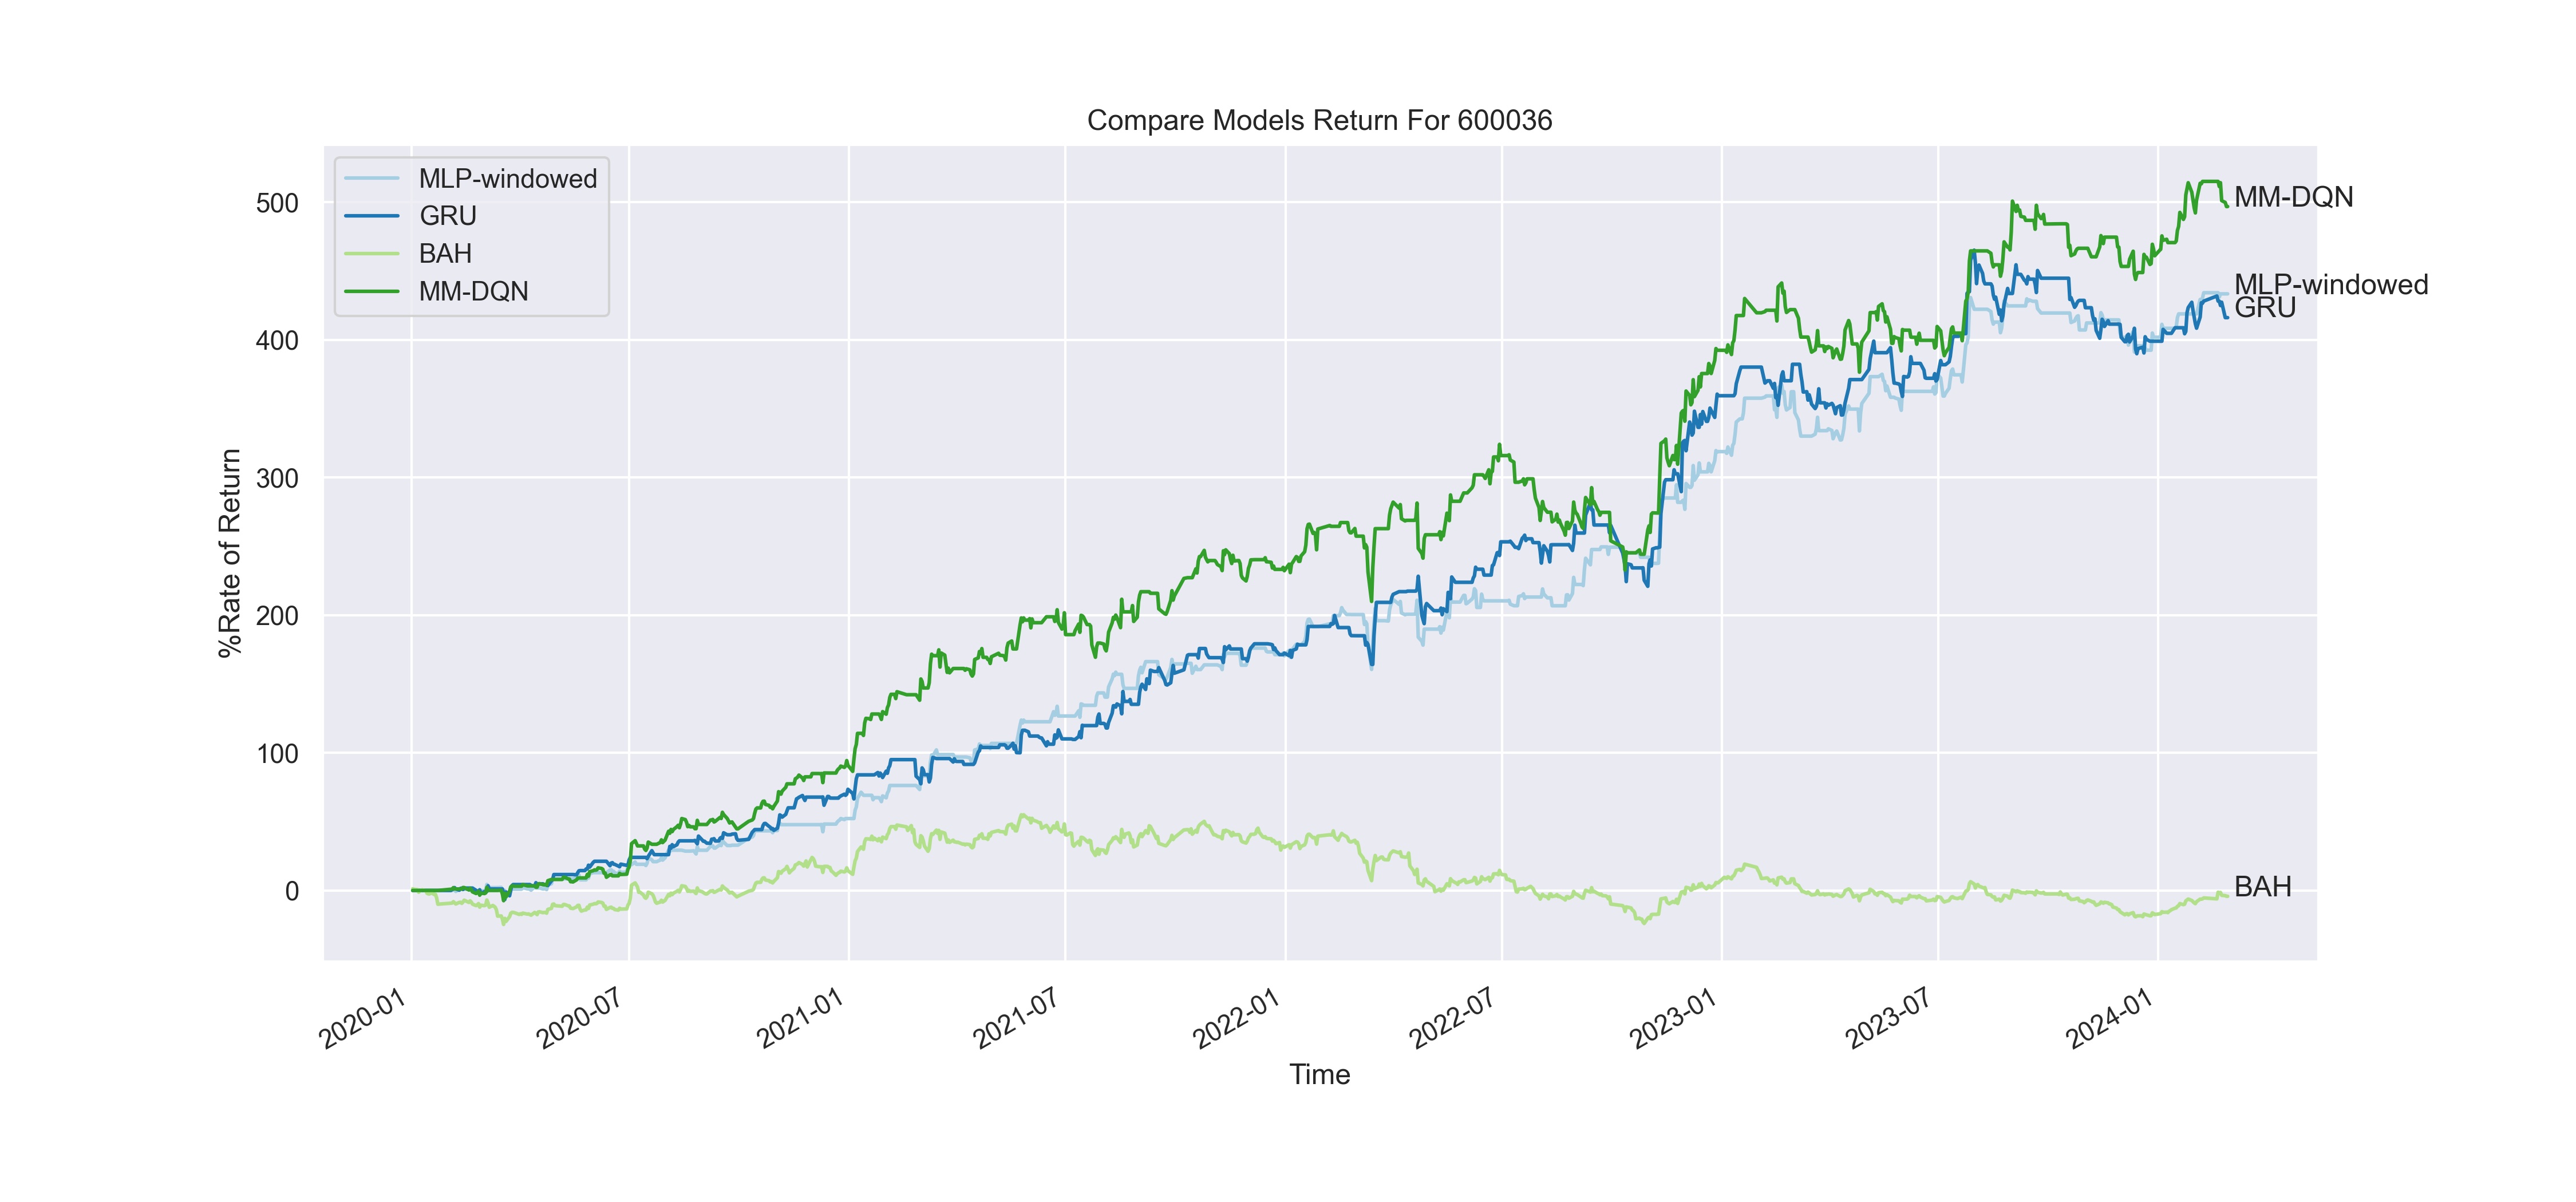 Compare Models Return For 600036
MLP-windowed
GRU
BAH
MM-DQN
500
400
300
200
100
0
%Rate of Return
MM-DQN
MLP-windowed
GRU
BAH
2020-01
2020-07
2021-01
2021-07
2022-01
2022-07
2023-01
2023-07
2024-01
Time